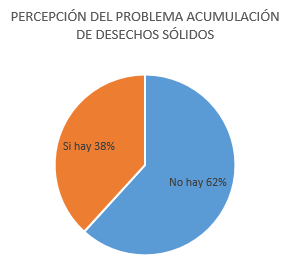 PERCEPCIÓN DEL PROBLEMA ACUMULACIÓN
DE DESECHOS SÓLIDOS
Si hay 38%
No hay 62%